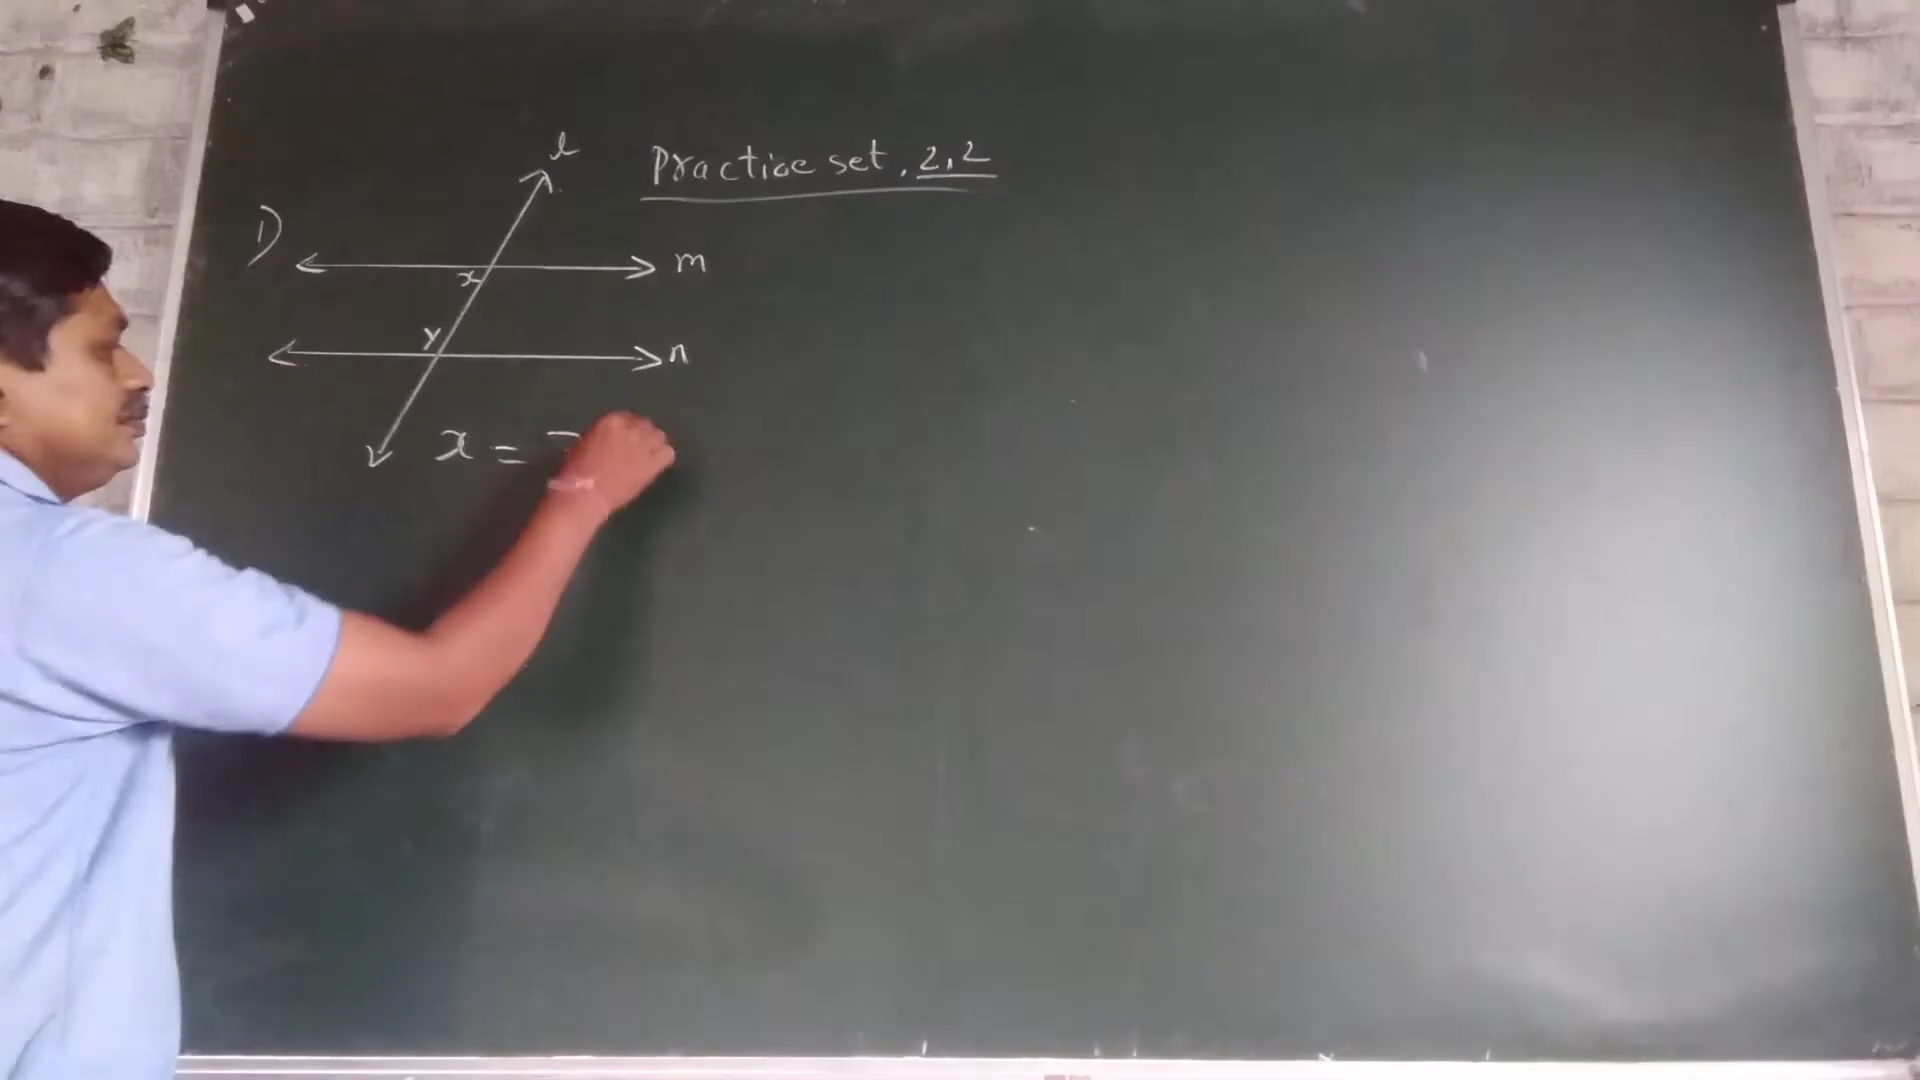 l
Practice set. 2.2
1)
m
x
y
n
x =